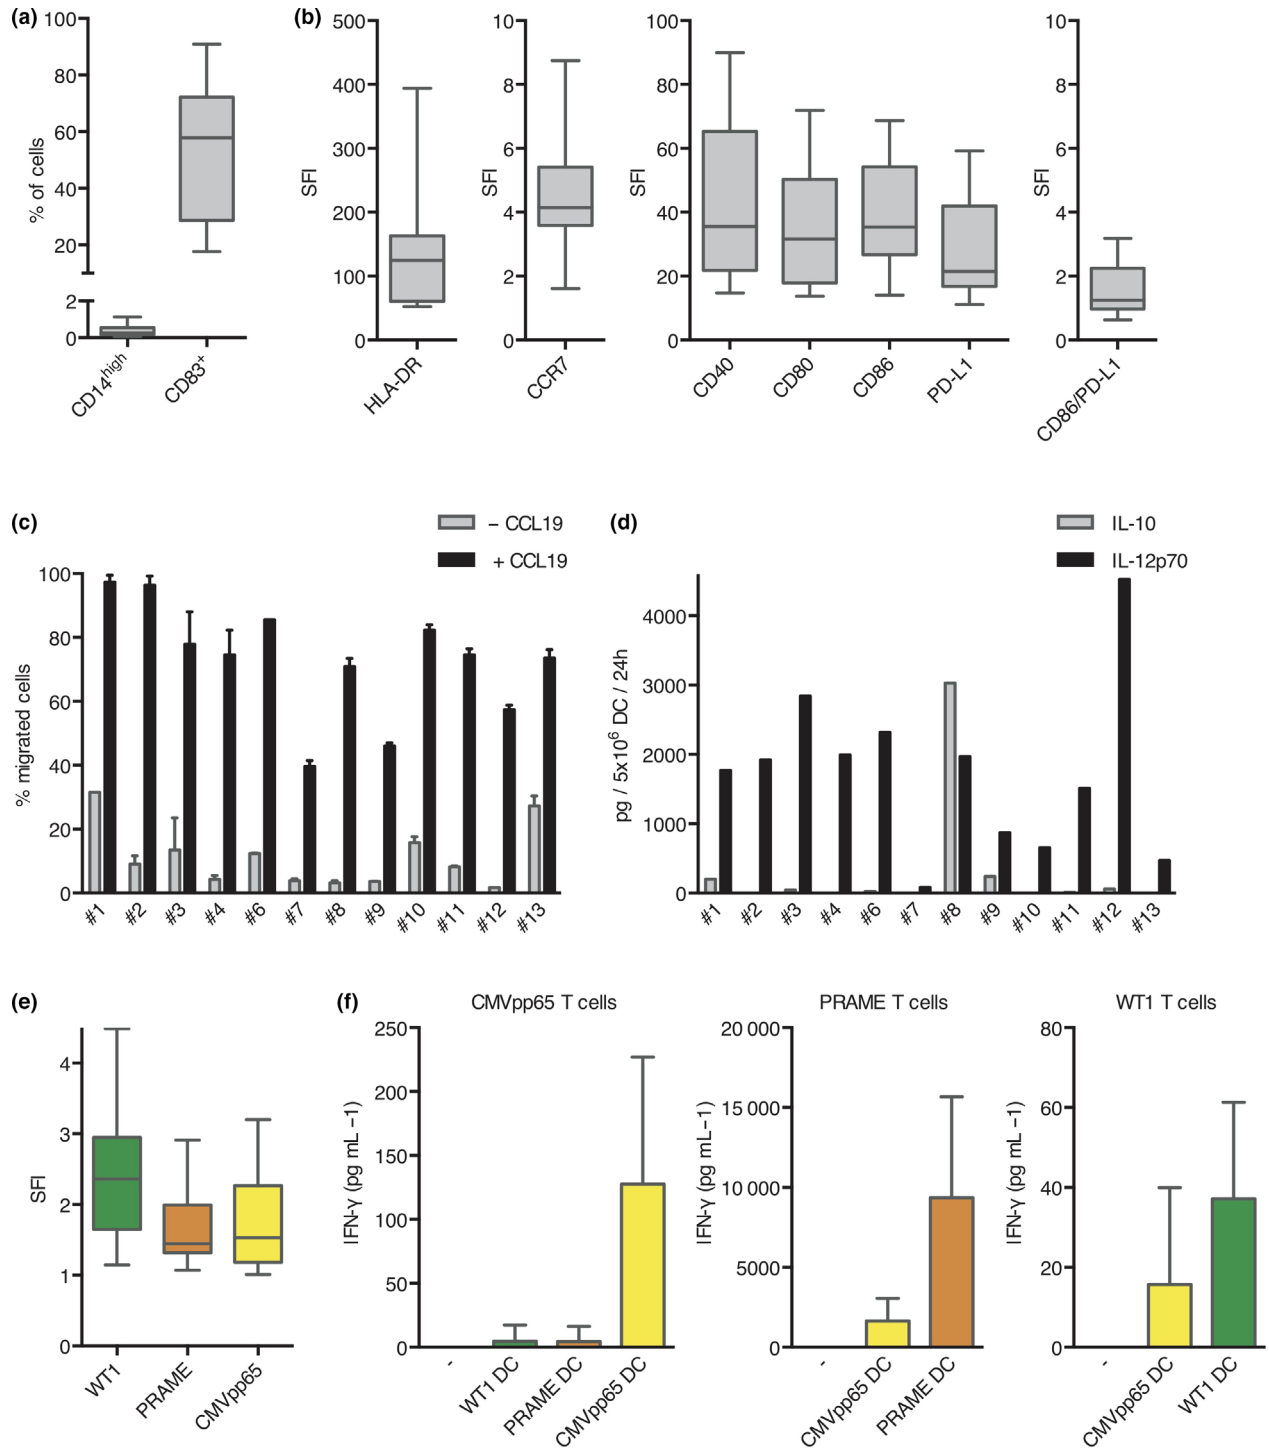 (a)
100
80
60
40
20
2
0
% of cells
CD14high
CD83+
(b)
500
400
300
200
100
0
SFI
HLA-DR
10
8
6
4
2
0
SFI
CCR7
100
80
60
40
20
0
SFI
CD40
CD80
CD86
PD-L1
10
8
6
4
2
0
SFI
CD86/PD-L1
(c)
− CCL19
+ CCL19
100
80
60
40
20
0
% migrated cells
#1
#2
#3
#4
#6
#7
#8
#9
#10
#11
#12
#13
(d)
IL-10
IL-12p70
4000
3000
2000
1000
0
pg / 5x10⁶ DC / 24h
#1
#2
#3
#4
#6
#7
#8
#9
#10
#11
#12
#13
(e)
4
3
2
1
0
SFI
WT1
PRAME
CMVpp65
(f)
CMVpp65 T cells
250
200
150
100
50
0
IFN-γ (pg mL−1)
-
WT1 DC
PRAME DC
CMVpp65 DC
PRAME T cells
20 000
15 000
10 000
5000
0
IFN-γ (pg mL−1)
-
CMVpp65 DC
PRAME DC
WT1 T cells
80
60
40
20
0
IFN-γ (pg mL−1)
-
CMVpp65 DC
WT1 DC